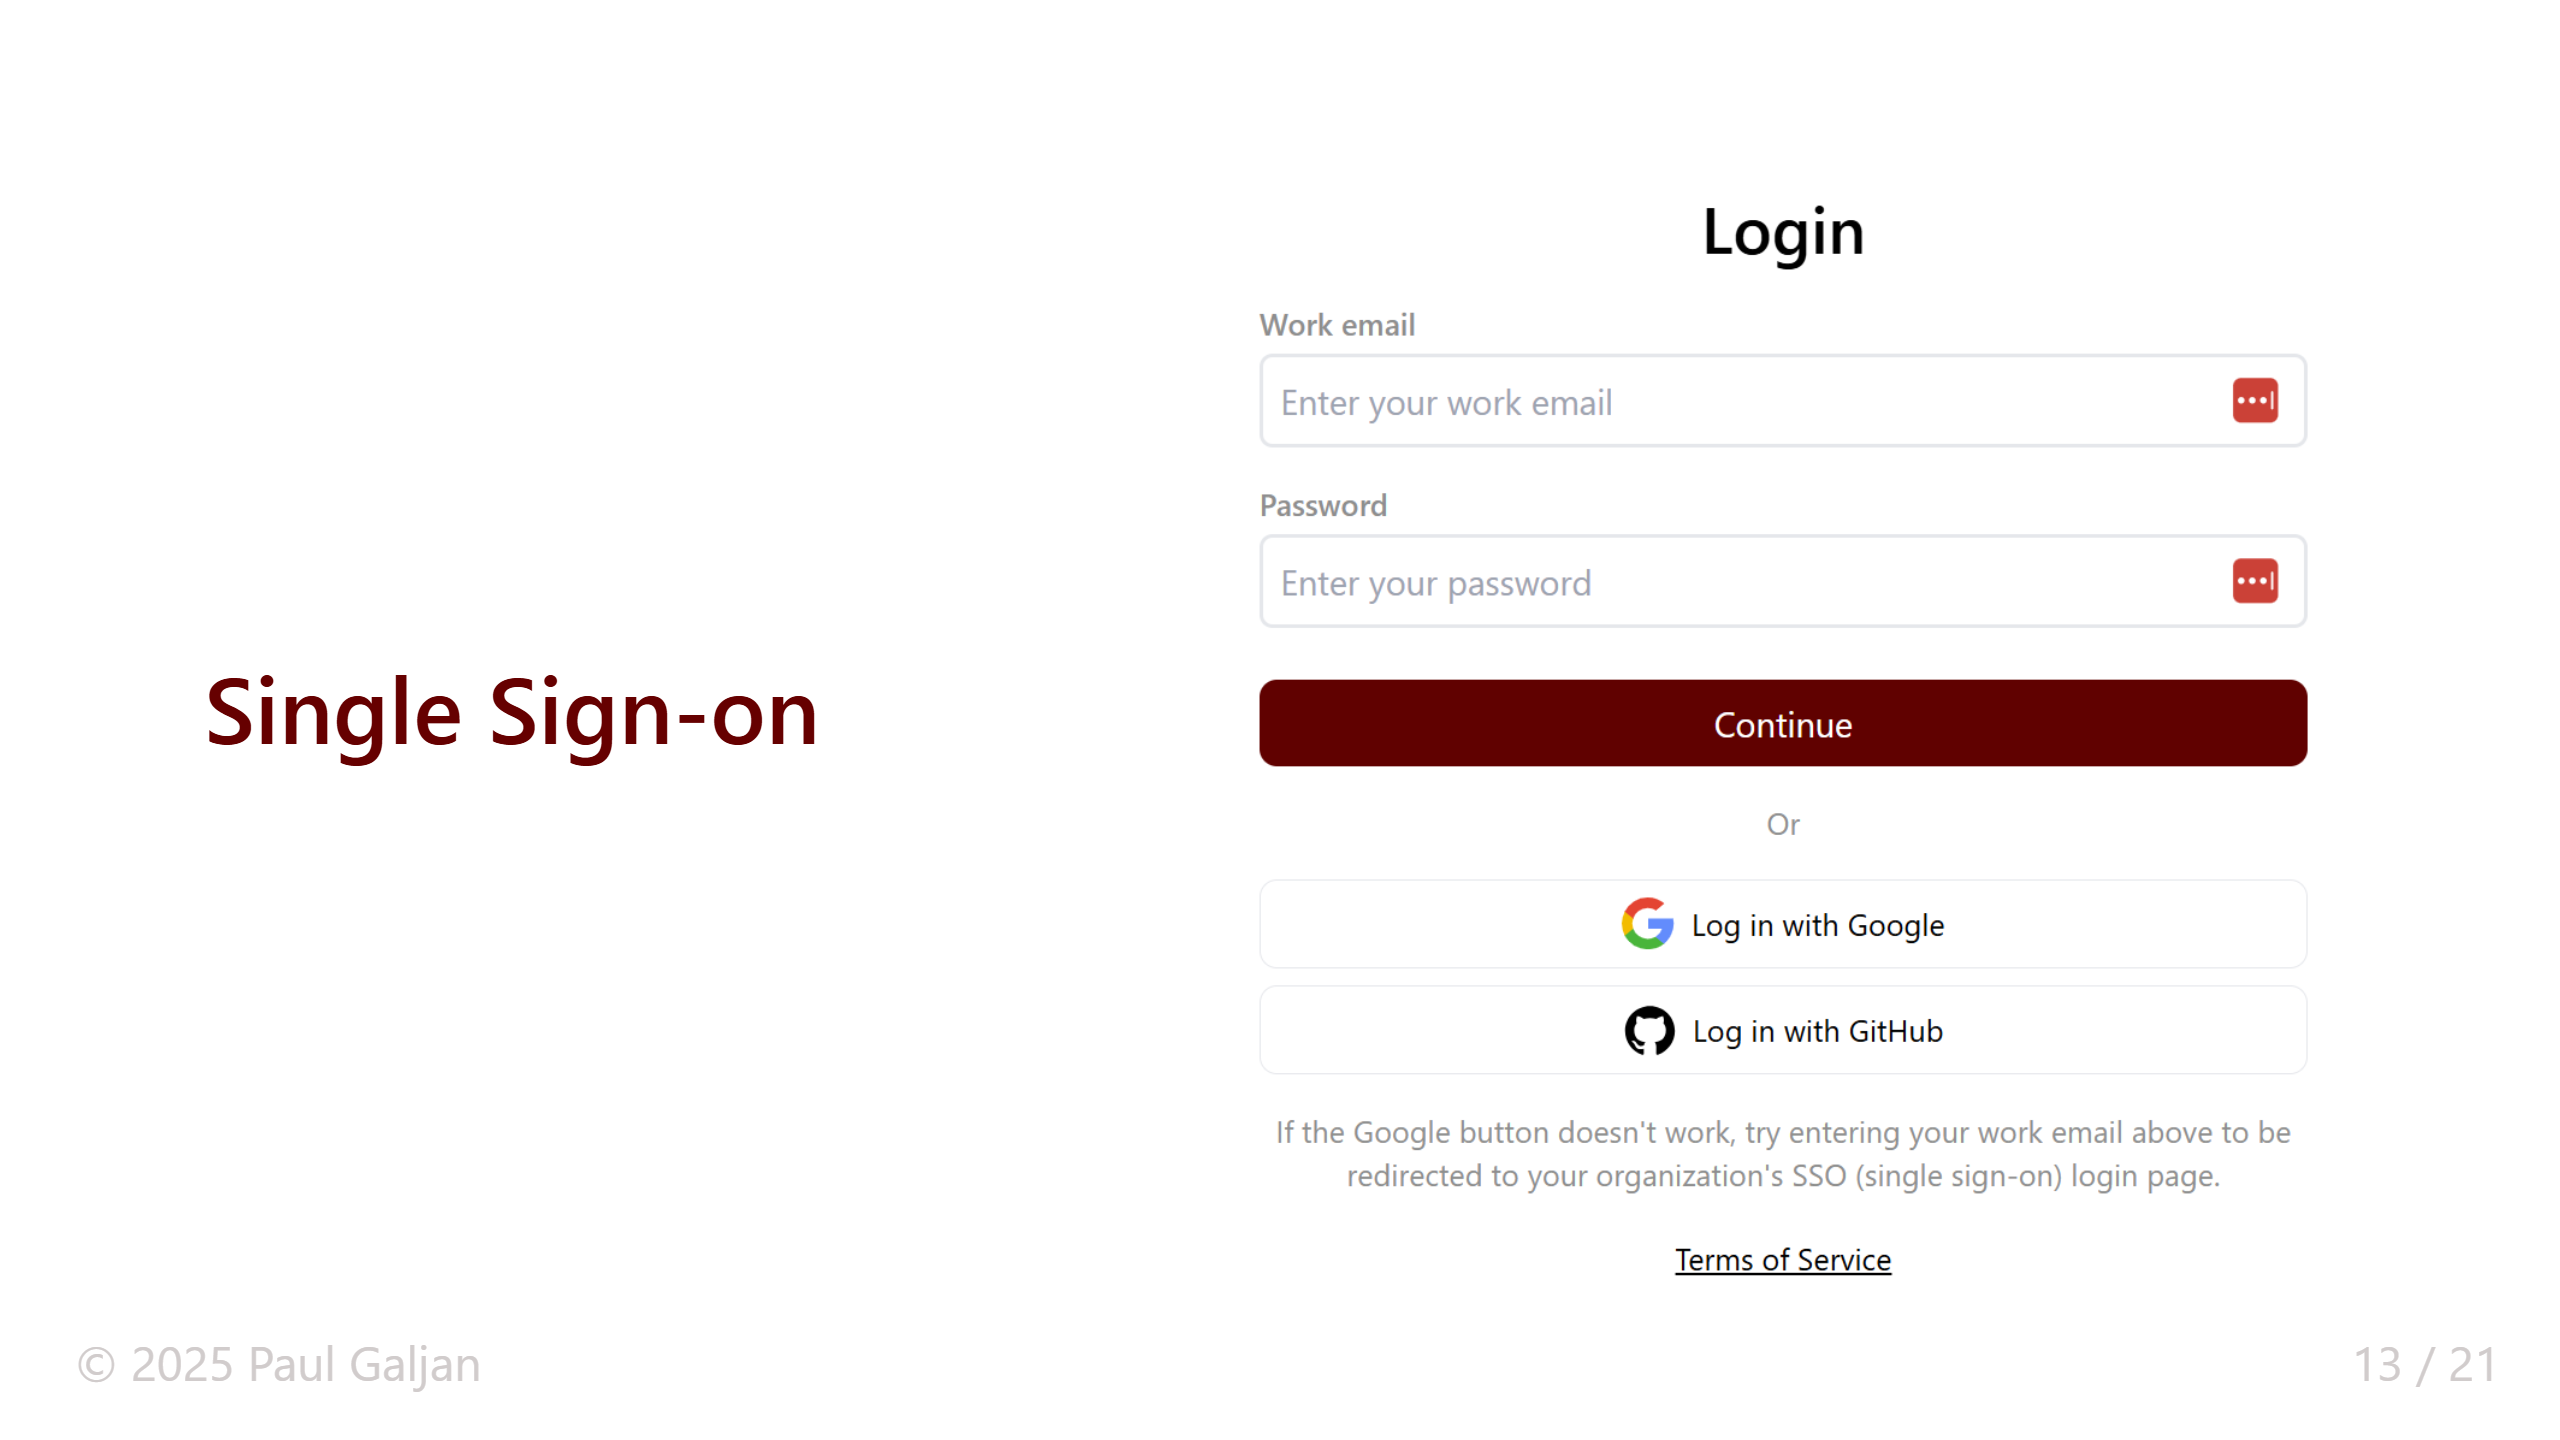 Single Sign-on
Login
Work email
Enter your work email
Password
Enter your password
Continue
Or
Log in with Google
Log in with GitHub
If the Google button doesn't work, try entering your work email above to be
redirected to your organization's SSO (single sign-on) login page.
Terms of Service
© 2025 Paul Galjan
13 / 21